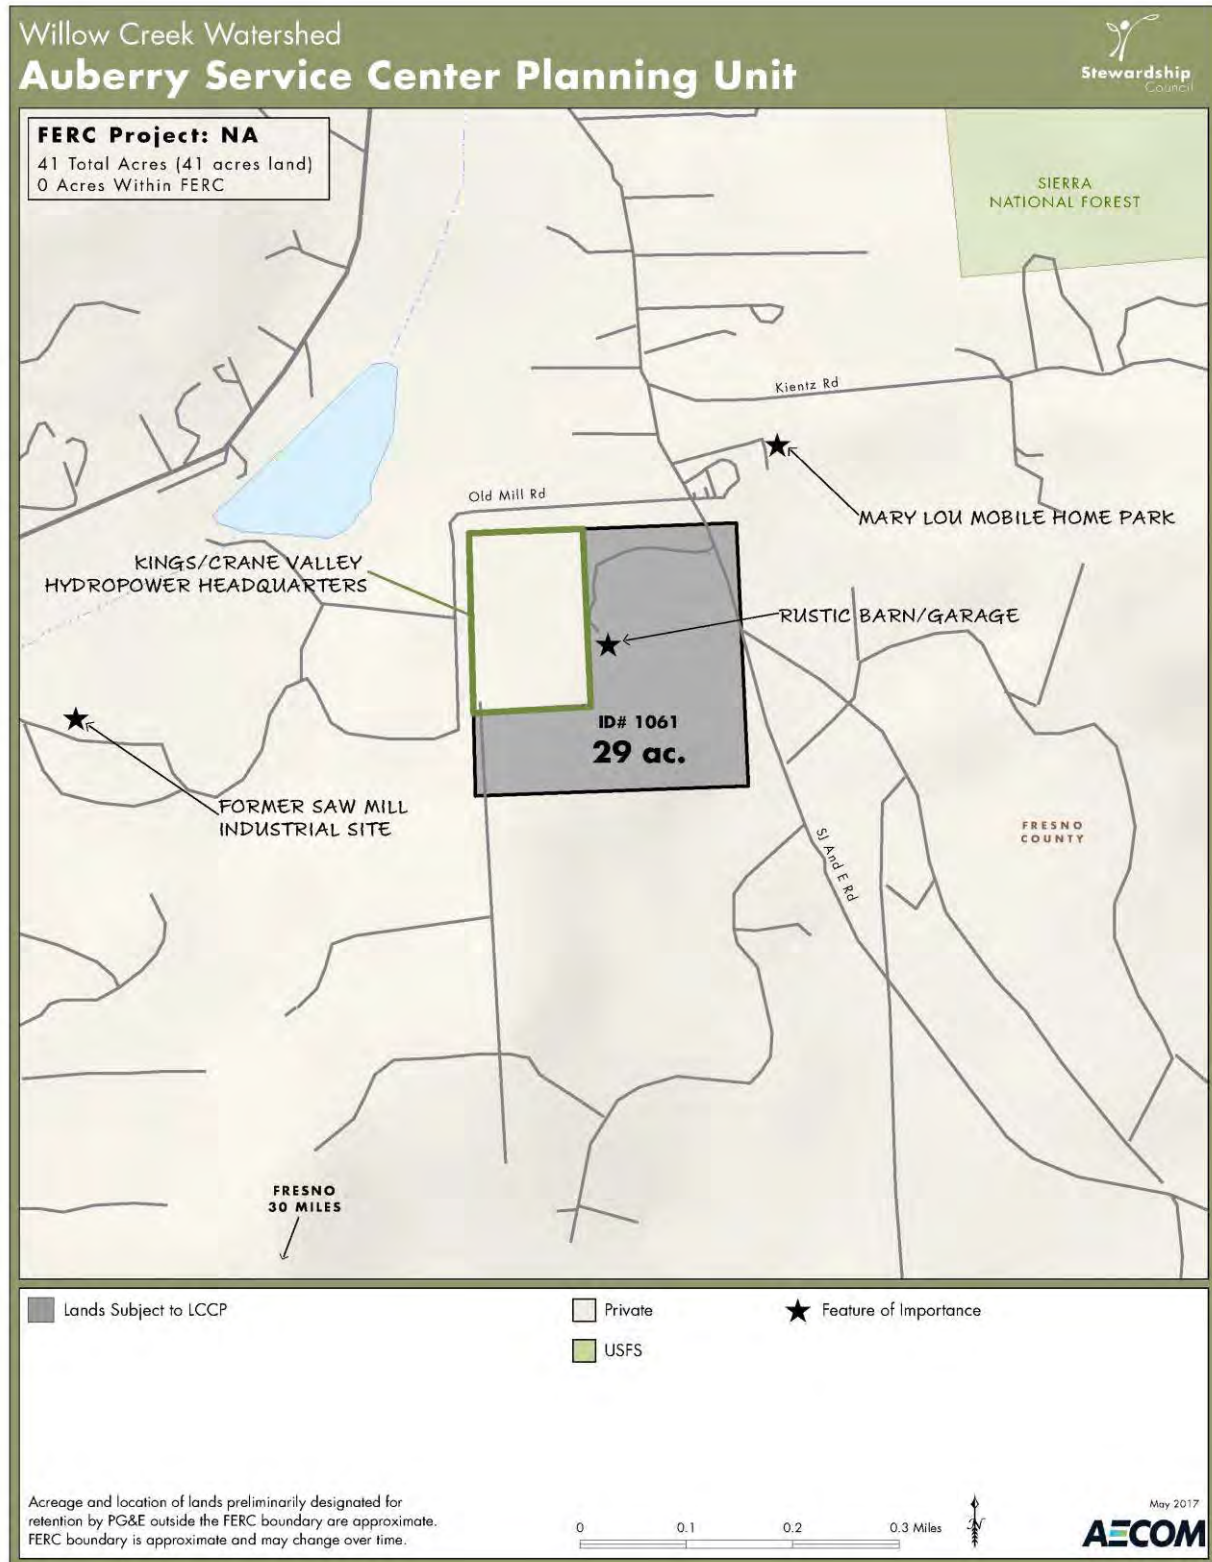 Willow Creek Watershed
Auberry Service Center Planning Unit
Stewardship
Council
FERC Project: NA
41 Total Acres (41 acres land)
0 Acres Within FERC
SIERRA
NATIONAL FOREST
Kientz Rd
Old Mill Rd
MARY LOU MOBILE HOME PARK
KINGS/CRANE VALLEY
HYDROPOWER HEADQUARTERS
RUSTIC BARN/GARAGE
ID# 1061
29 ac.
FORMER SAW MILL
INDUSTRIAL SITE
SJ And E Rd
FRESNO
COUNTY
FRESNO
30 MILES
Lands Subject to LCCP
Private
Feature of Importance
USFS
Acreage and location of lands preliminarily designated for
retention by PG&E outside the FERC boundary are approximate.
FERC boundary is approximate and may change over time.
0 0.1 0.2 0.3 Miles
N
May 2017
AECOM